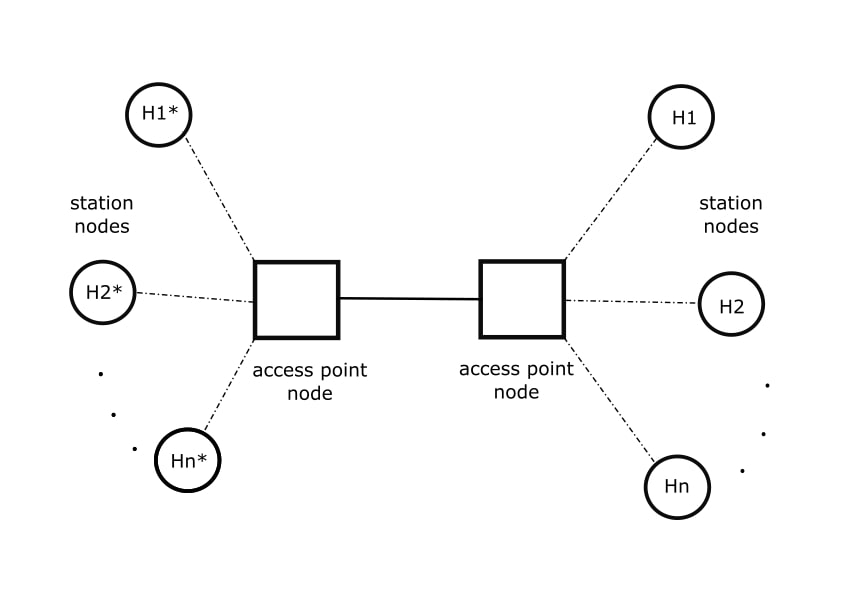 H1*
H1
station
nodes
station
nodes
H2*
H2
access point
node
access point
node
Hn*
Hn